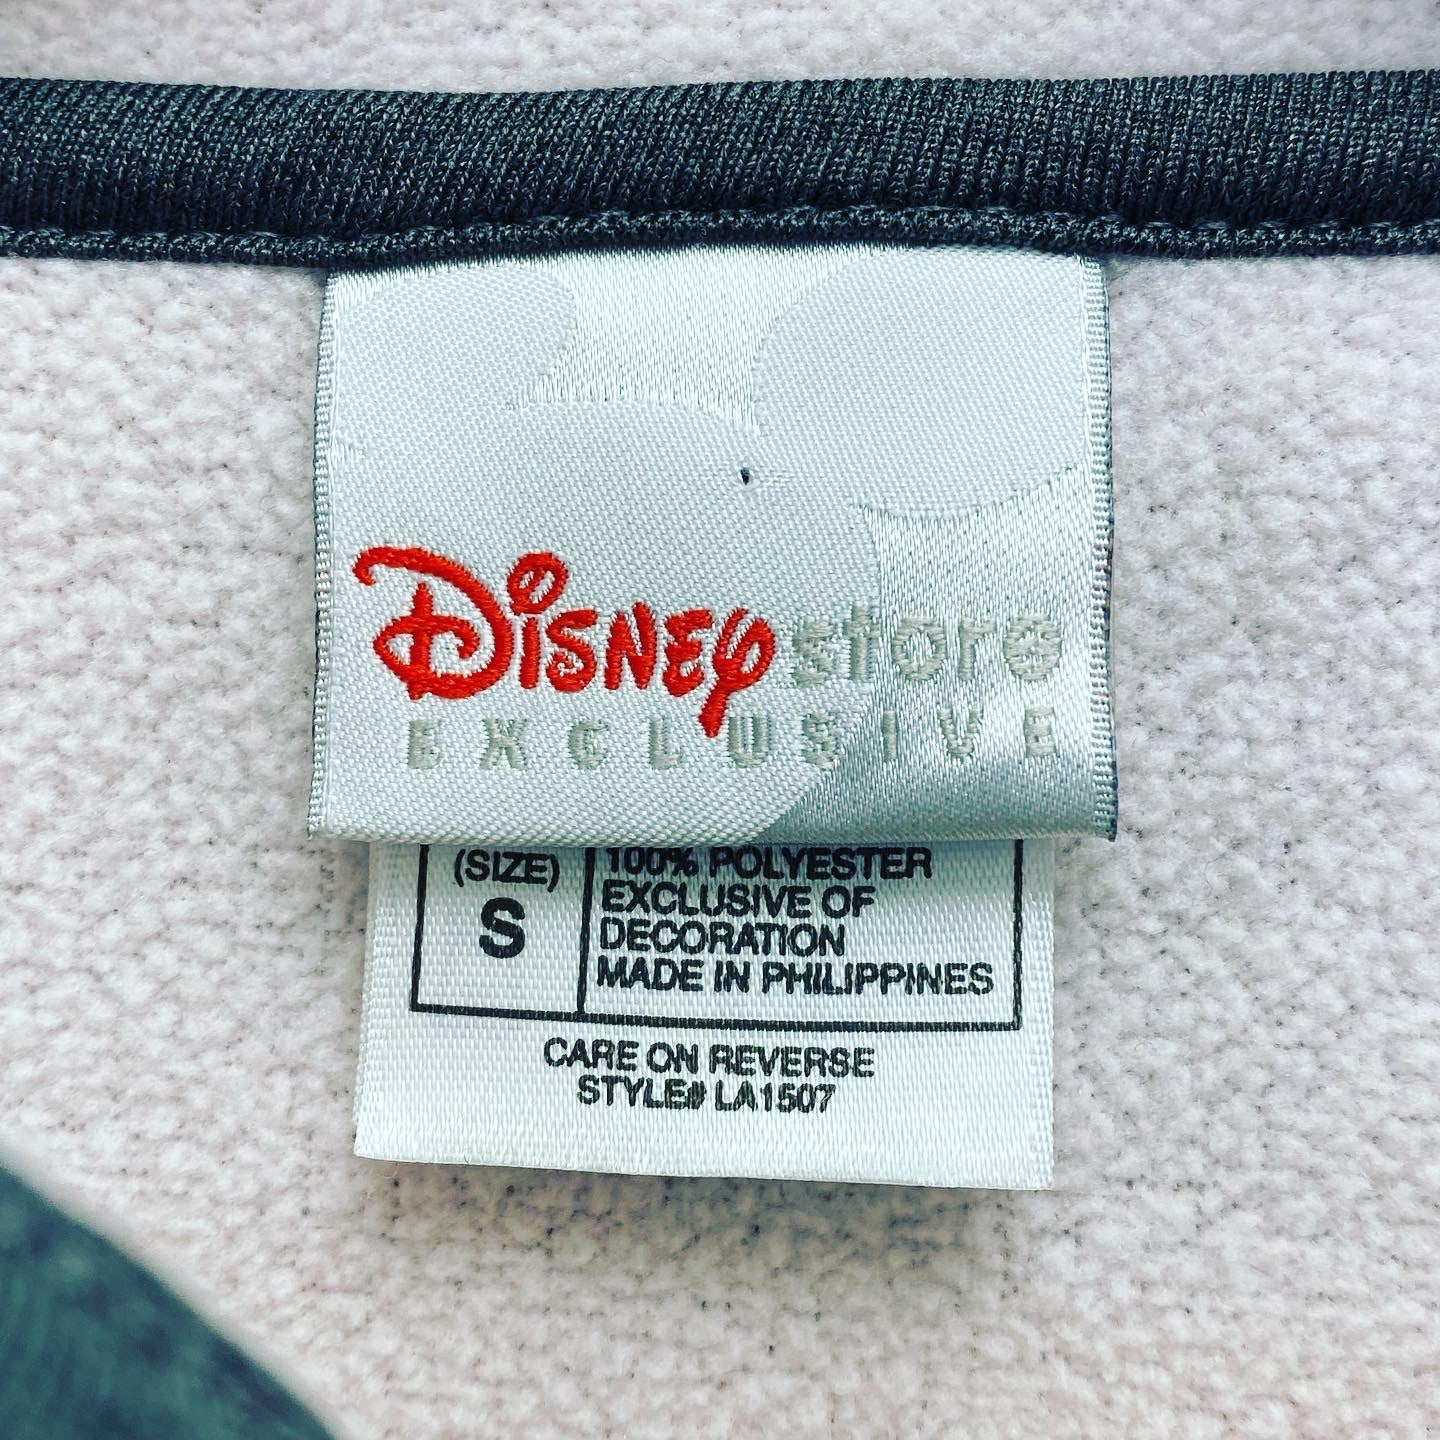 Disney store
EXCLUSIVE
(SIZE)
S
100% POLYESTER
EXCLUSIVE OF
DECORATION
MADE IN PHILIPPINES
CARE ON REVERSE
STYLE# LA1507